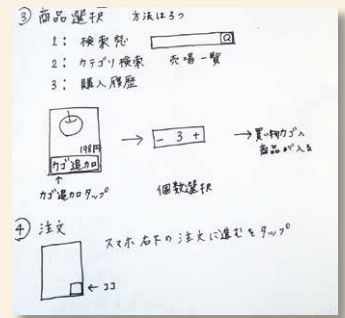 ③ 商品選択 方法は3つ
1: 検索窓
2: カテゴリ検索 売場一覧
3: 購入履歴
198円
カゴ追加
- 3 +
→買い物カゴへ
商品が入る
カゴ追加タップ
個数選択
④ 注文
スマホ右下の注文に進むをタップ
←ココ